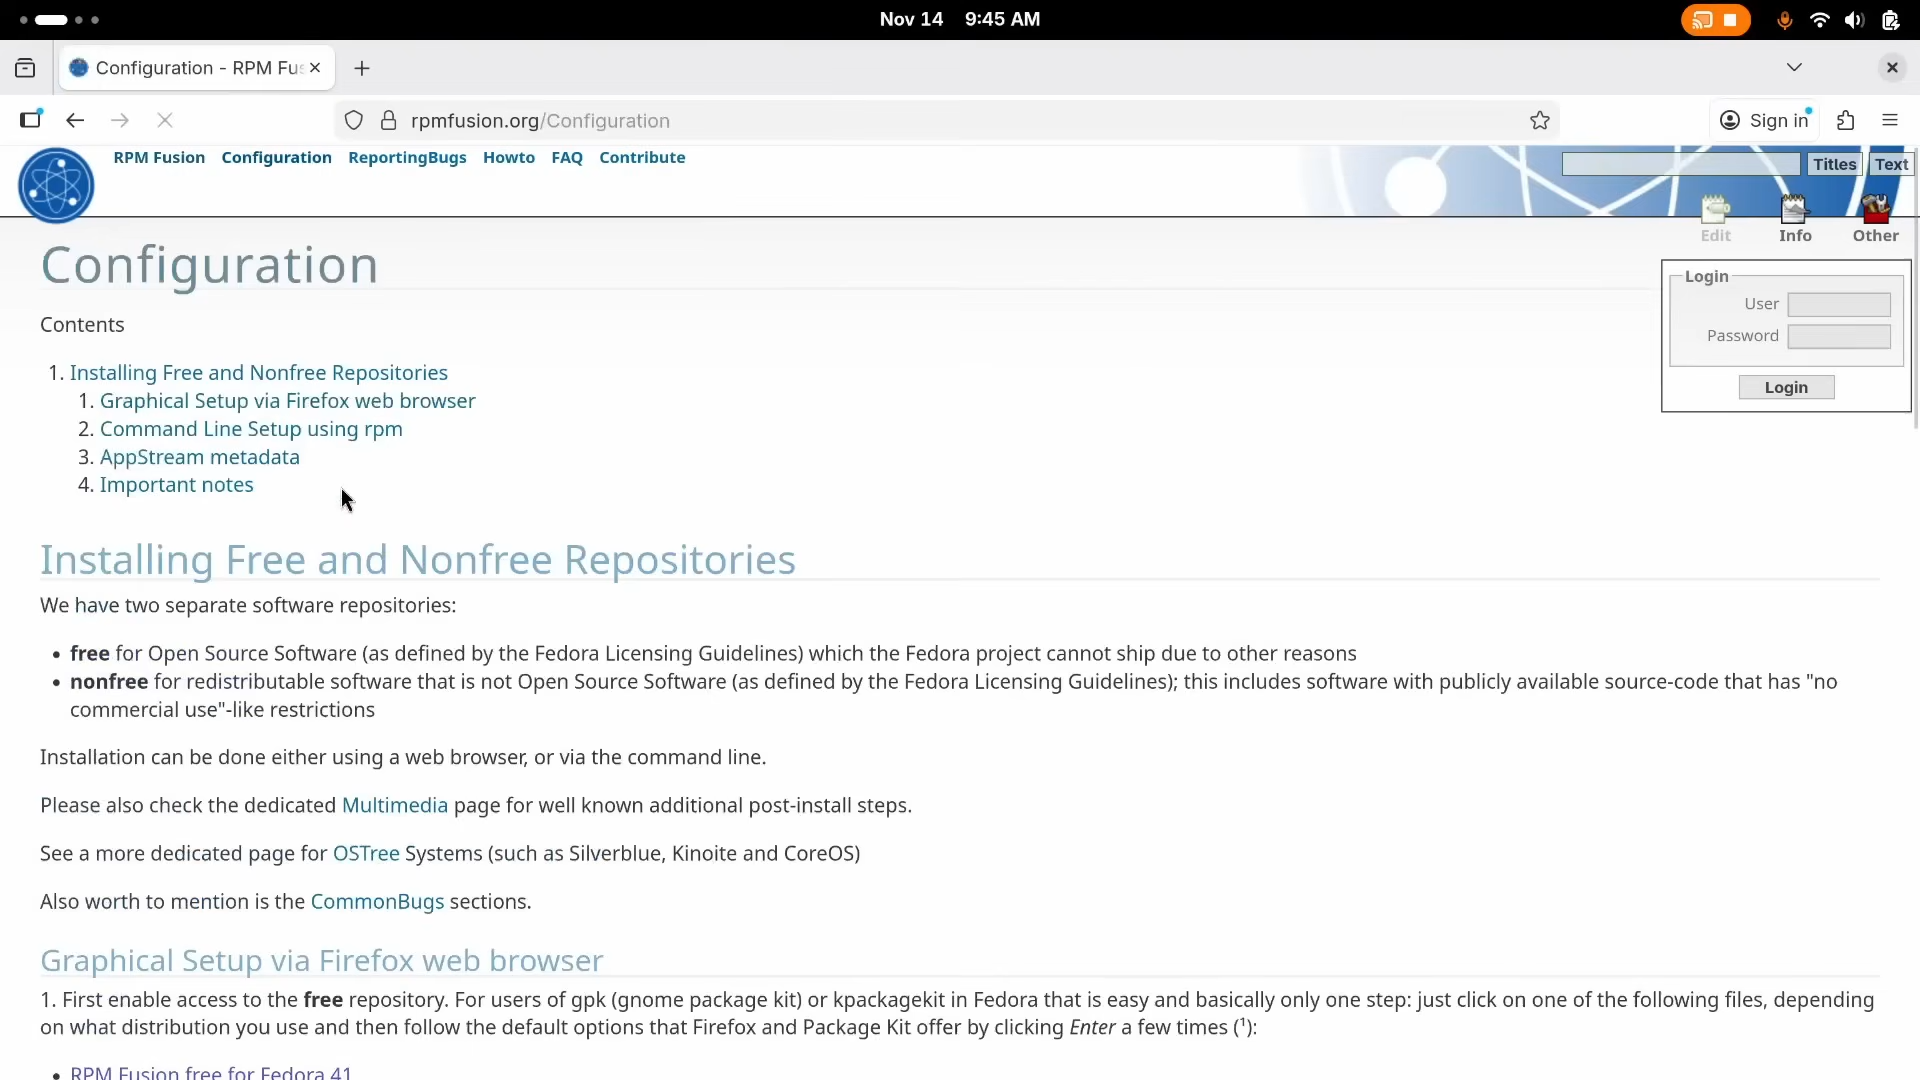 Nov 14 9:45 AM
Configuration - RPM Fus
rpmfusion.org/Configuration
Sign in
RPM Fusion Configuration ReportingBugs Howto FAQ Contribute
Titles Text
Edit Info Other
Configuration
Login
User
Password
Login
Contents
1. Installing Free and Nonfree Repositories
1. Graphical Setup via Firefox web browser
2. Command Line Setup using rpm
3. AppStream metadata
4. Important notes
Installing Free and Nonfree Repositories
We have two separate software repositories:
• free for Open Source Software (as defined by the Fedora Licensing Guidelines) which the Fedora project cannot ship due to other reasons
• nonfree for redistributable software that is not Open Source Software (as defined by the Fedora Licensing Guidelines); this includes software with publicly available source-code that has "no
commercial use"-like restrictions
Installation can be done either using a web browser, or via the command line.
Please also check the dedicated Multimedia page for well known additional post-install steps.
See a more dedicated page for OSTree Systems (such as Silverblue, Kinoite and CoreOS)
Also worth to mention is the CommonBugs sections.
Graphical Setup via Firefox web browser
1. First enable access to the free repository. For users of gpk (gnome package kit) or kpackagekit in Fedora that is easy and basically only one step: just click on one of the following files, depending
on what distribution you use and then follow the default options that Firefox and Package Kit offer by clicking Enter a few times (¹):
• RPM Fusion free for Fedora 41